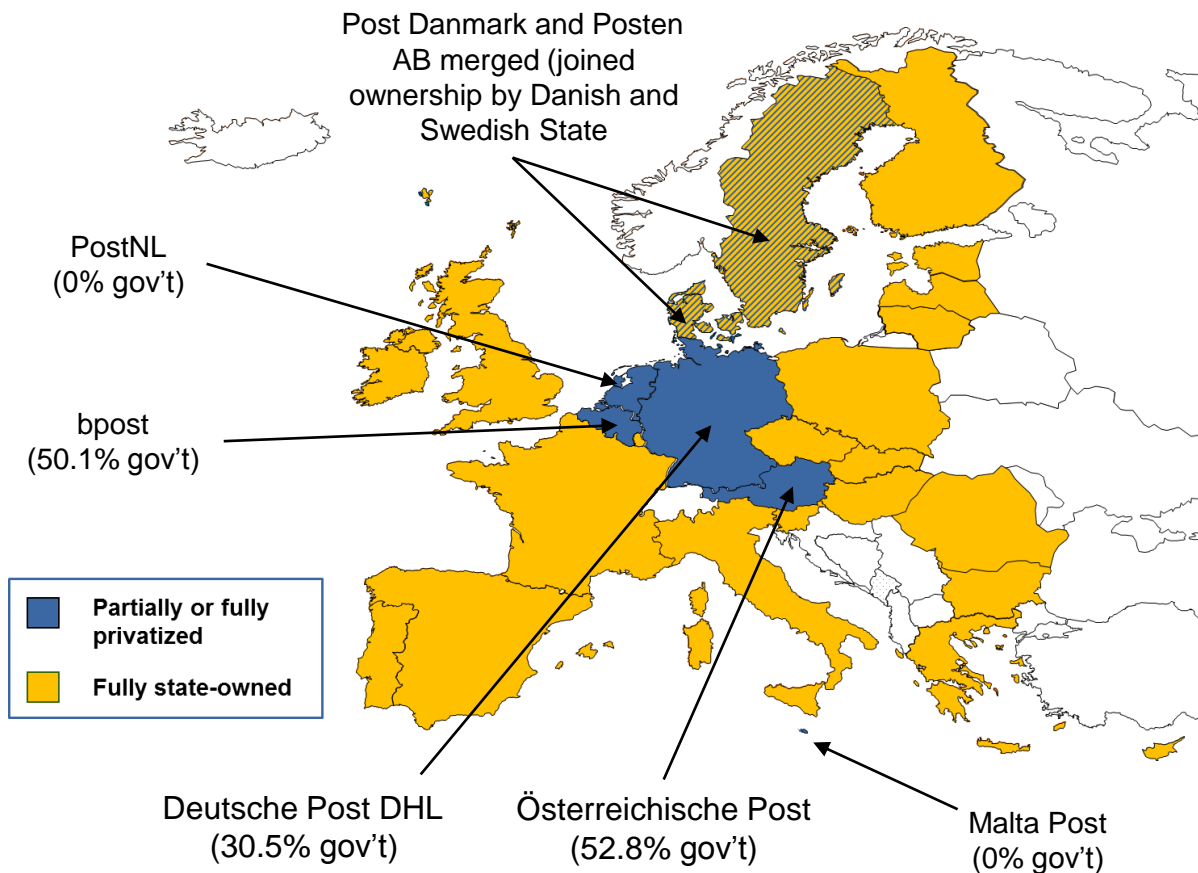 Post Danmark and Posten
AB merged (joined
ownership by Danish and
Swedish State
PostNL
(0% gov't)
bpost
(50.1% gov't)
Partially or fully
privatized
Fully state-owned
Deutsche Post DHL
(30.5% gov't)
Österreichische Post
(52.8% gov't)
Malta Post
(0% gov't)